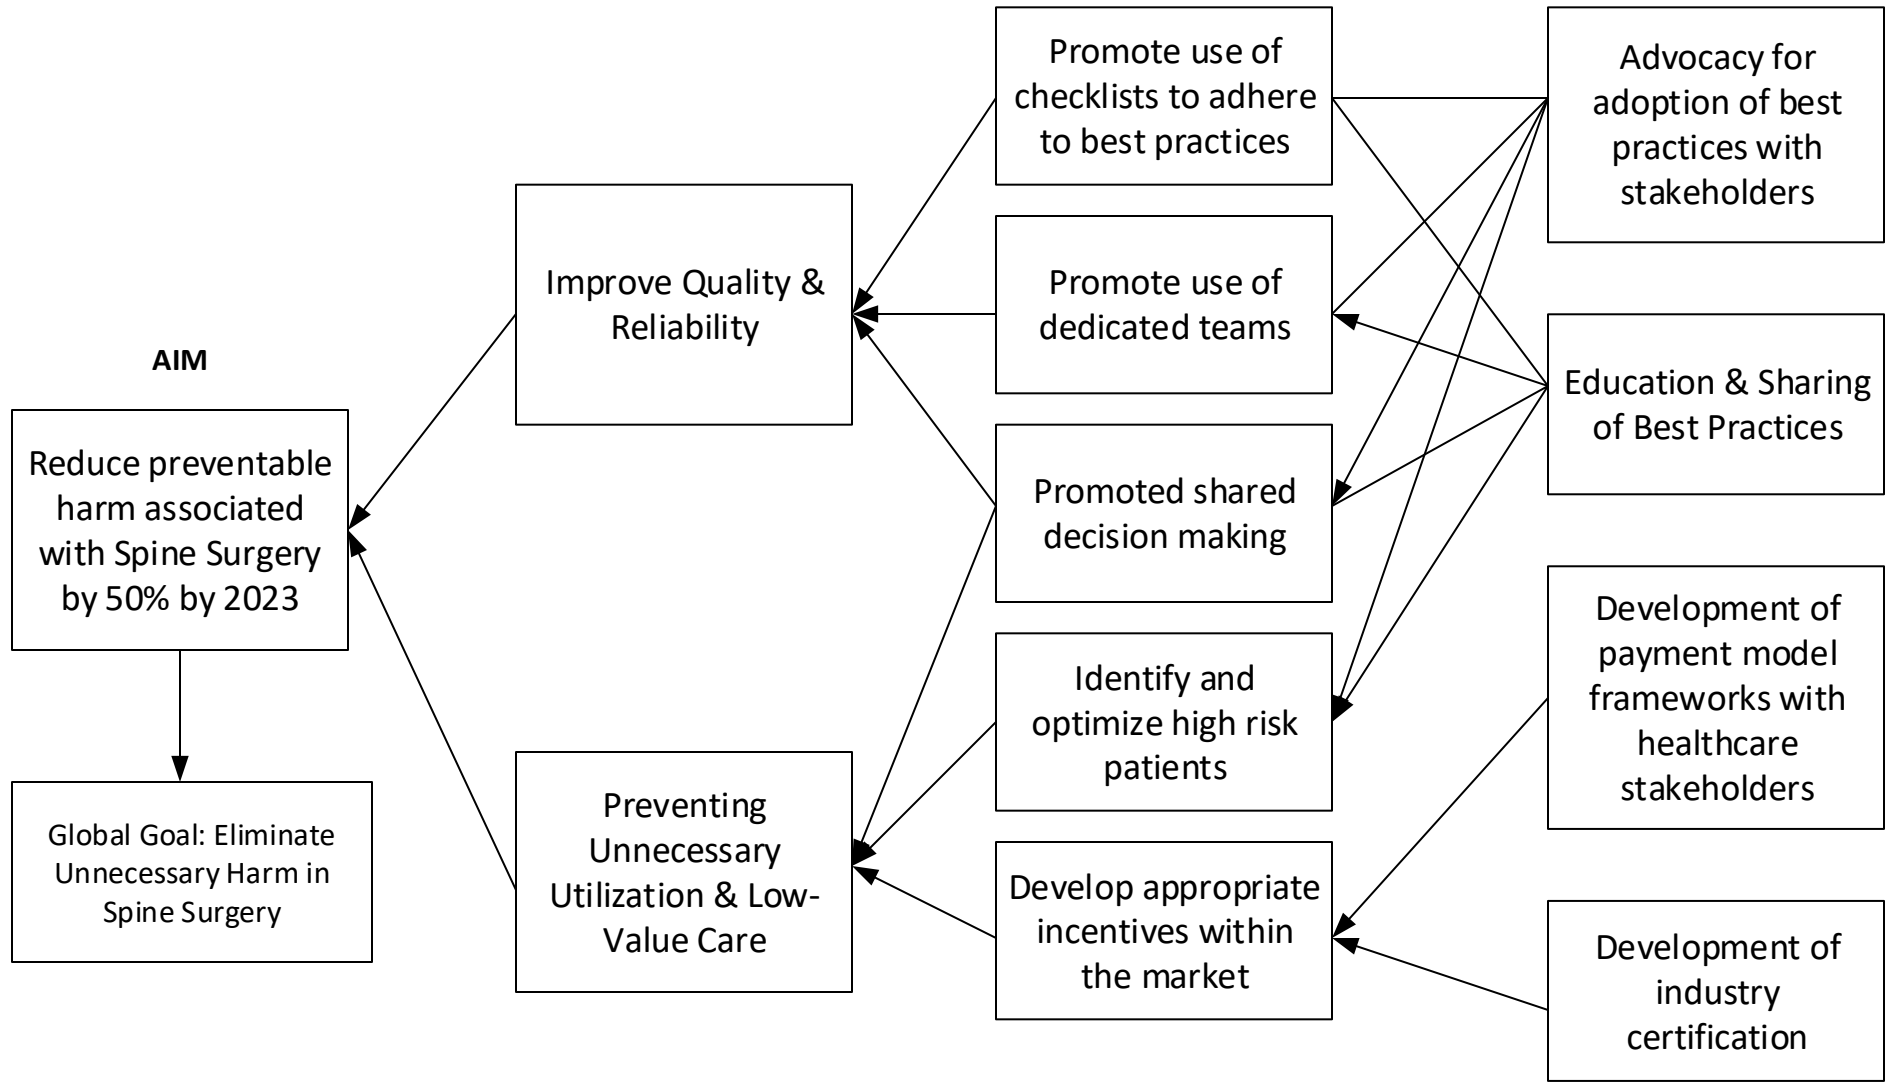 AIM
Reduce preventable
harm associated
with Spine Surgery
by 50% by 2023
Global Goal: Eliminate
Unnecessary Harm in
Spine Surgery
Improve Quality &
Reliability
Preventing
Unnecessary
Utilization & Low-
Value Care
Promote use of
checklists to adhere
to best practices
Promote use of
dedicated teams
Promoted shared
decision making
Identify and
optimize high risk
patients
Develop appropriate
incentives within
the market
Advocacy for
adoption of best
practices with
stakeholders
Education & Sharing
of Best Practices
Development of
payment model
frameworks with
healthcare
stakeholders
Development of
industry
certification